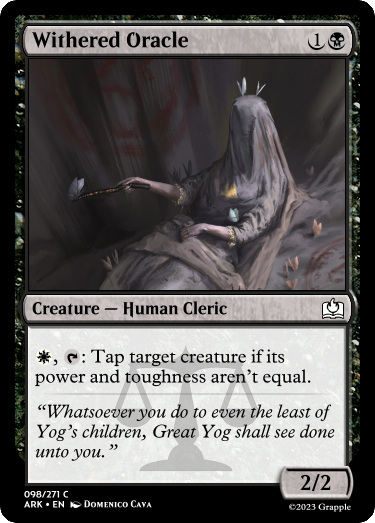 Withered Oracle 1
Creature — Human Cleric
, : Tap target creature if its
power and toughness aren't equal.
“Whatsoever you do to even the least of
Yog's children, Great Yog shall see done
unto you.”
2/2
098/271 C
ARK • EN Domenico Cava
©2023 Grapple